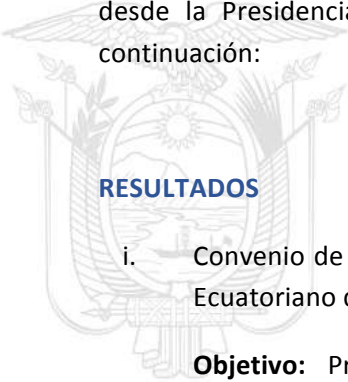 desde la Presidencia
continuación:
RESULTADOS
i. Convenio de
Ecuatoriano
Objetivo: